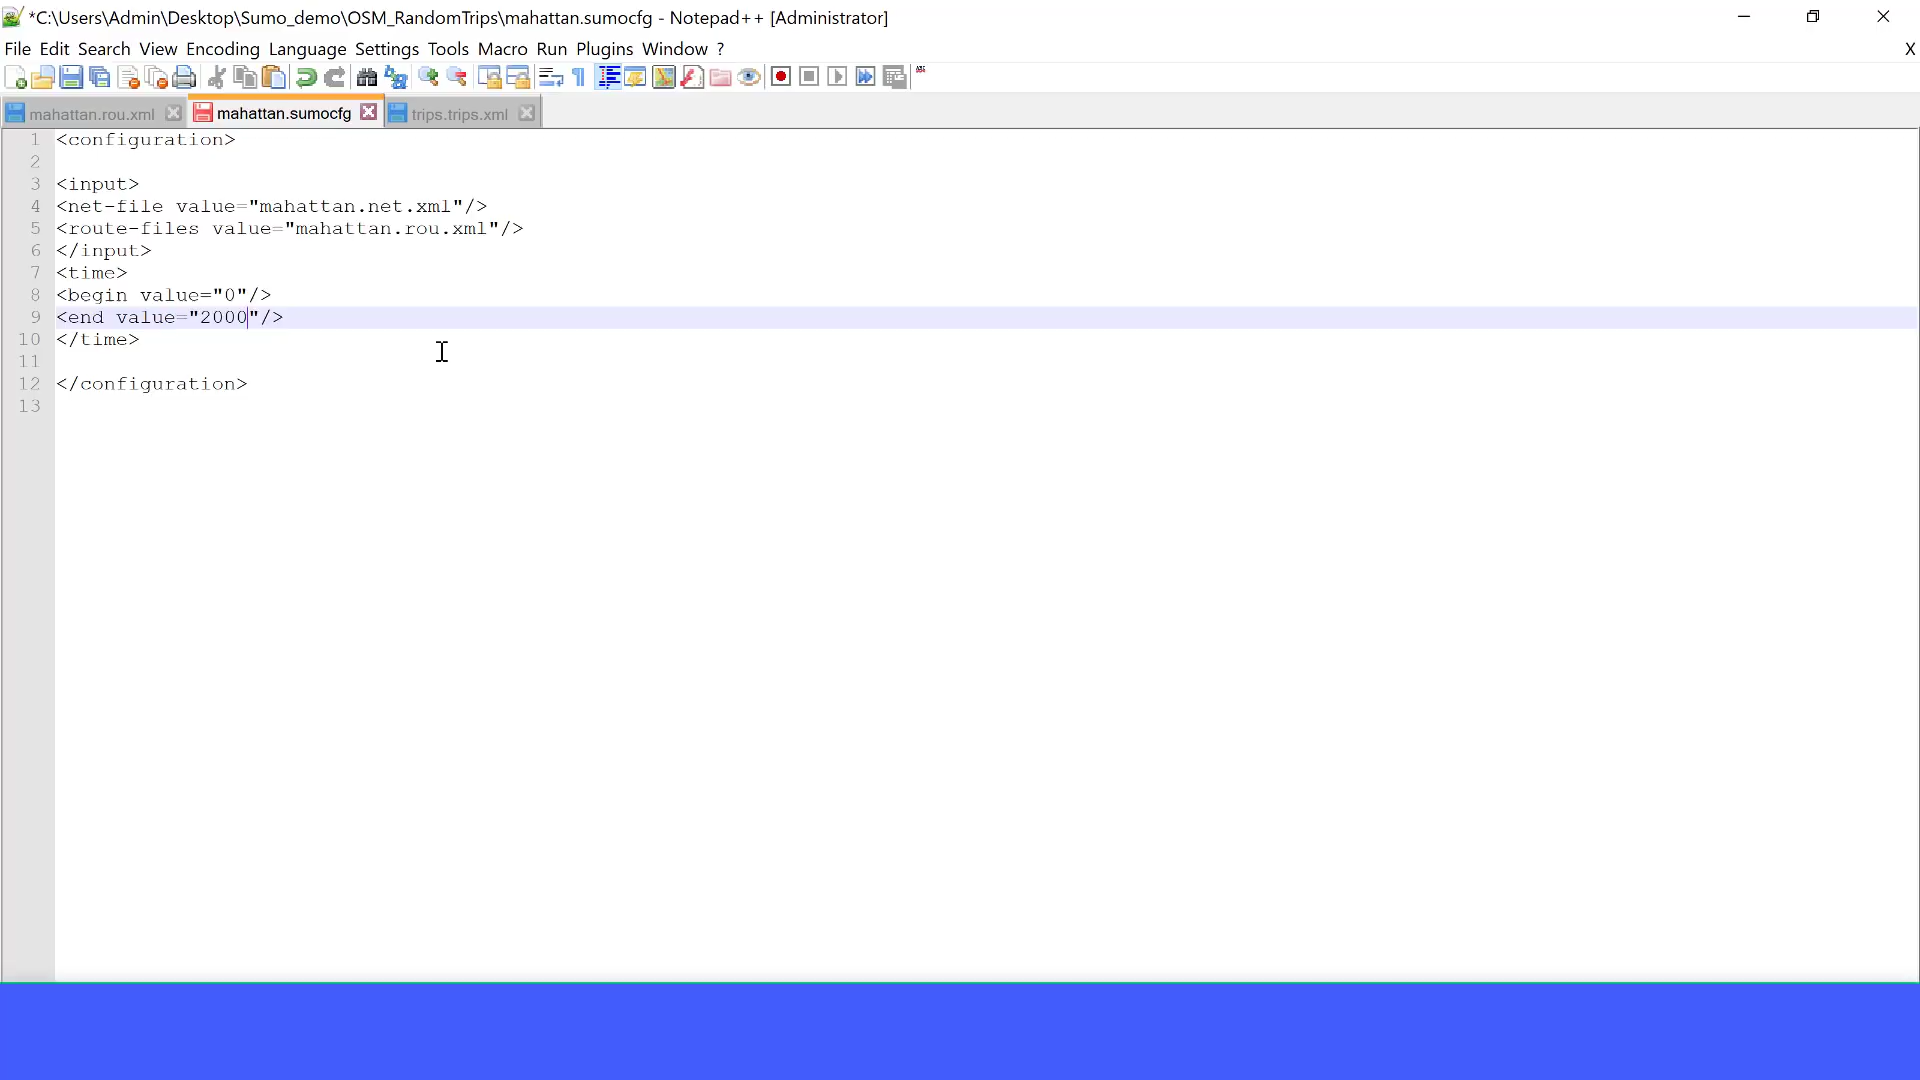 *C:\Users\Admin\Desktop\Sumo_demo\OSM_RandomTrips\mahattan.sumocfg - Notepad++ [Administrator]
File Edit Search View Encoding Language Settings Tools Macro Run Plugins Window ? X
mahattan.rou.xml mahattan.sumocfg trips.trips.xml
1 <configuration>
2
3 <input>
4 <net-file value="mahattan.net.xml"/>
5 <route-files value="mahattan.rou.xml"/>
6 </input>
7 <time>
8 <begin value="0"/>
9 <end value="2000"/>
10 </time>
11
12 </configuration>
13